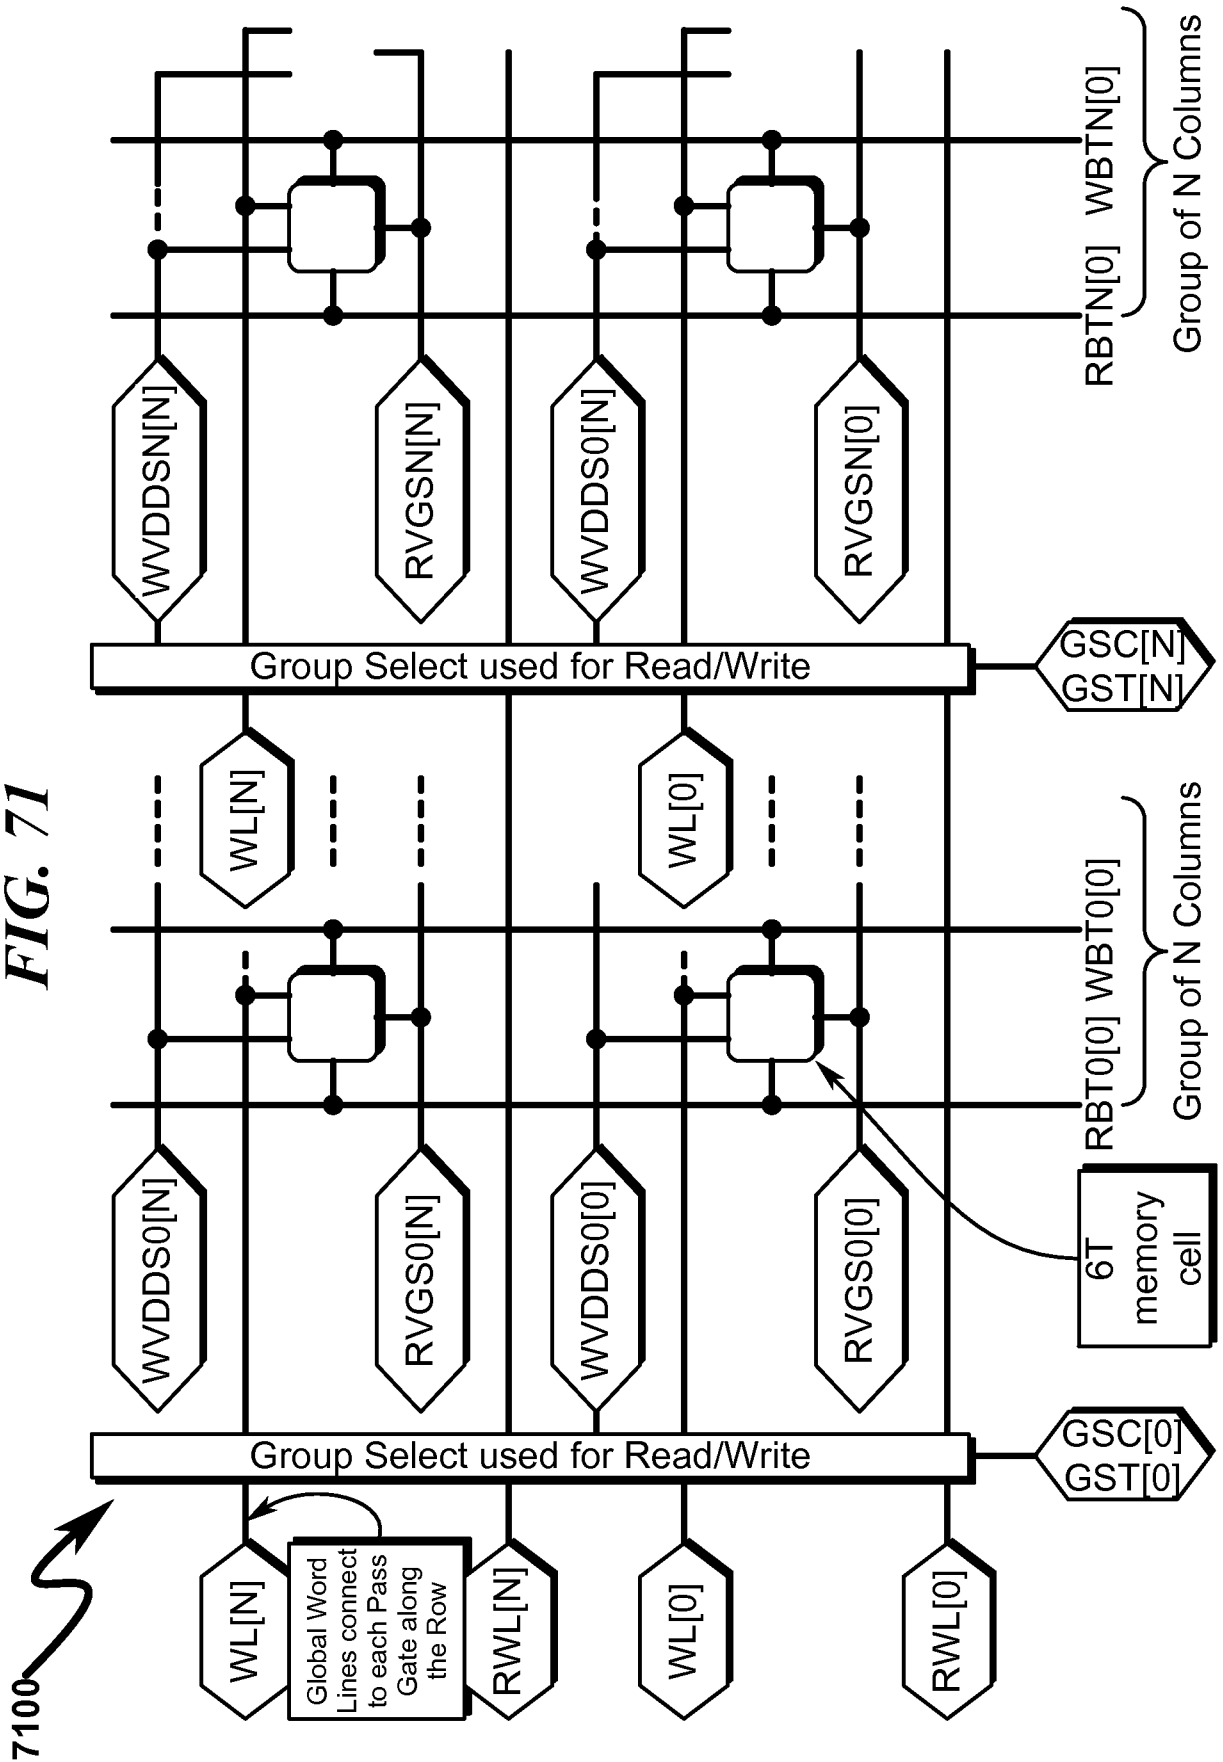 FIG. 71
7100
WVDDS0[N]
WVDDSN[N]
WL[N]
WL[N]
Global Word
Lines connect
to each Pass
Gate along
the Row
RVGS0[N]
RVGSN[N]
RWL[N]
Group Select used for Read/Write
Group Select used for Read/Write
WVDDS0[0]
WVDDS0[N]
WL[0]
WL[0]
RVGS0[0]
RVGSN[0]
RWL[0]
GSC[0]
GST[0]
6T
memory
cell
RBT0[0] WBT0[0]
Group of N Columns
GSC[N]
GST[N]
RBTN[0] WBTN[0]
Group of N Columns